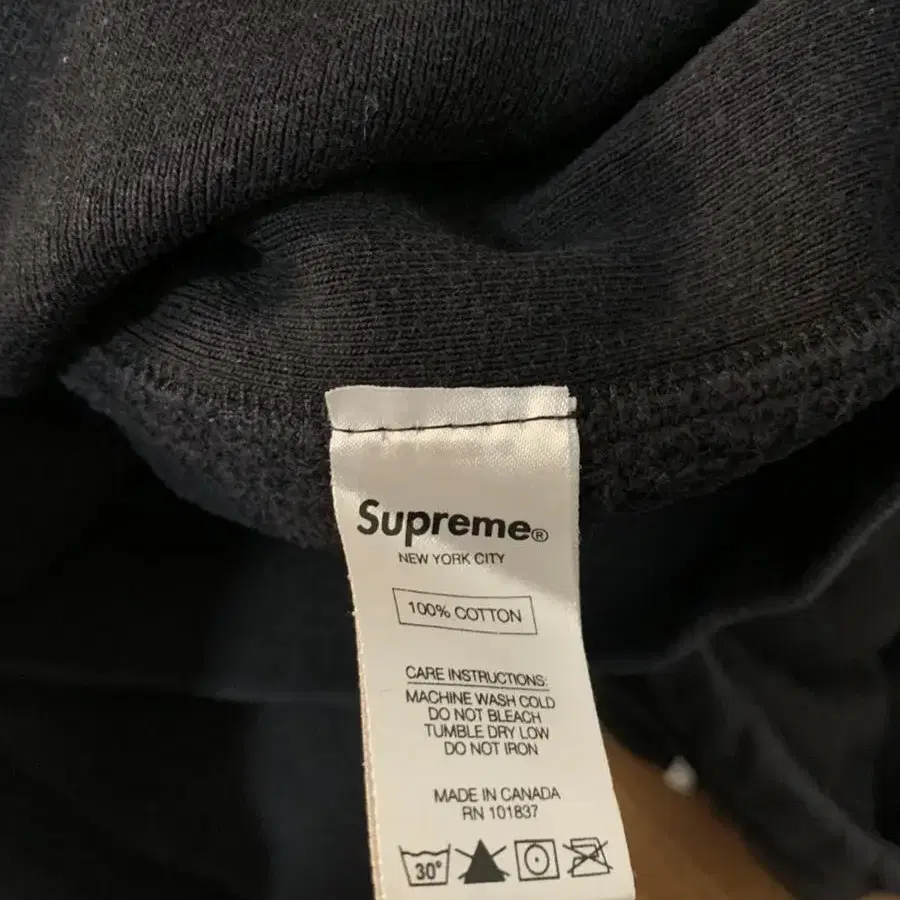 Supreme®
NEW YORK CITY
100% COTTON
CARE INSTRUCTIONS:
MACHINE WASH COLD
DO NOT BLEACH
TUMBLE DRY LOW
DO NOT IRON
MADE IN CANADA
RN 101837
30°